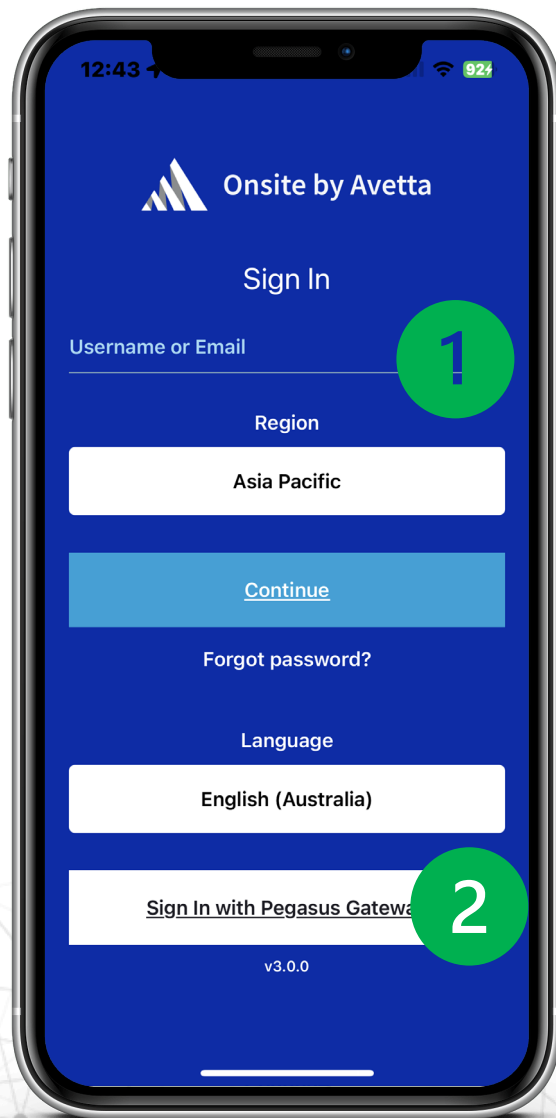 12:43
92
Onsite by Avetta
Sign In
Username or Email
1
Region
Asia Pacific
Continue
Forgot password?
Language
English (Australia)
Sign In with Pegasus
2
v3.0.0